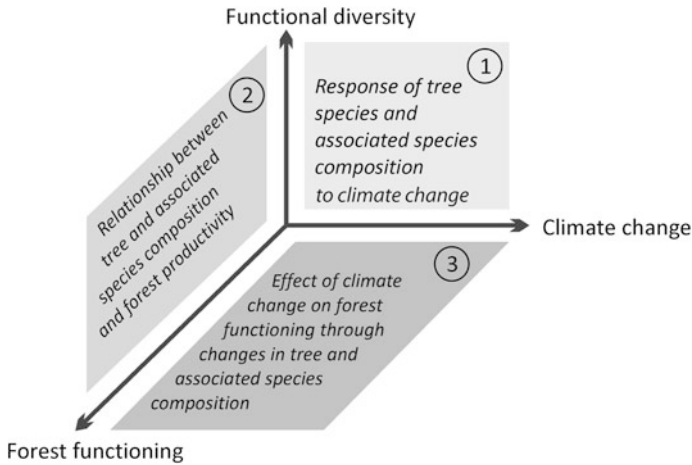 Functional diversity
1
Response of tree
species and
associated species
composition
to climate change
2
Relationship between
tree and associated
species composition
and forest productivity
Climate change
3
Effect of climate
change on forest
functioning through
changes in tree and
associated species
composition
Forest functioning